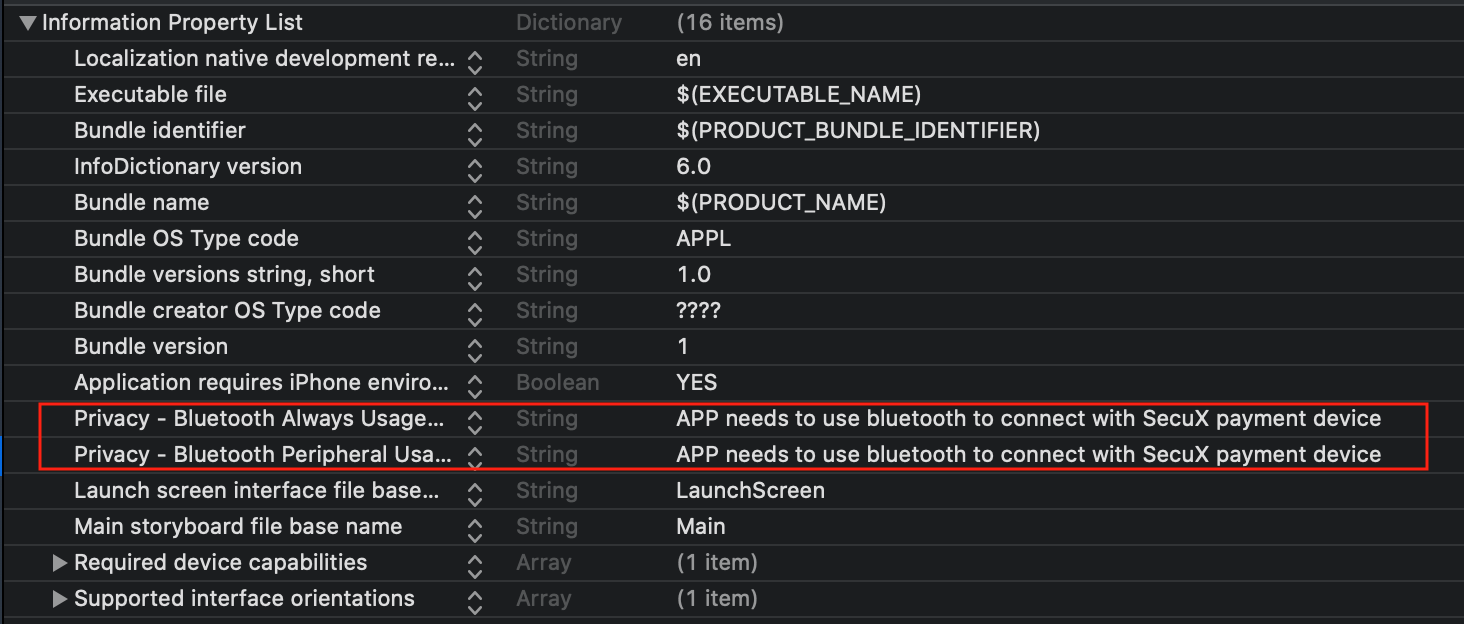 Information Property List Dictionary (16 items)
Localization native development re... String en
Executable file String $(EXECUTABLE_NAME)
Bundle identifier String $(PRODUCT_BUNDLE_IDENTIFIER)
InfoDictionary version String 6.0
Bundle name String $(PRODUCT_NAME)
Bundle OS Type code String APPL
Bundle versions string, short String 1.0
Bundle creator OS Type code String ????
Bundle version String 1
Application requires iPhone enviro... Boolean YES
Privacy - Bluetooth Always Usage... String APP needs to use bluetooth to connect with SecuX payment device
Privacy - Bluetooth Peripheral Usa... String APP needs to use bluetooth to connect with SecuX payment device
Launch screen interface file base... String LaunchScreen
Main storyboard file base name String Main
Required device capabilities Array (1 item)
Supported interface orientations Array (1 item)